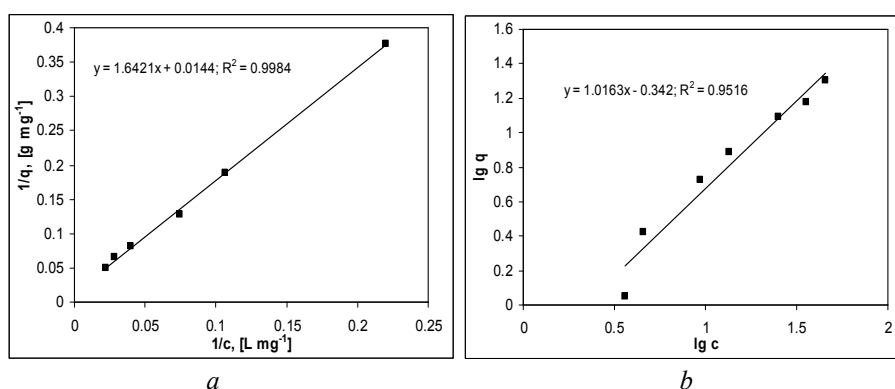 0.4
0.35
0.3
0.25
0.2
0.15
0.1
0.05
0
1/q, [g mg-1]
y = 1.6421x + 0.0144; R2 = 0.9984
0 0.05 0.1 0.15 0.2 0.25
1/c, [L mg-1]
a
1.6
1.4
1.2
1
0.8
0.6
0.4
0.2
0
lg q
y = 1.0163x - 0.342; R2 = 0.9516
0 0.5 1 1.5 2
lg c
b